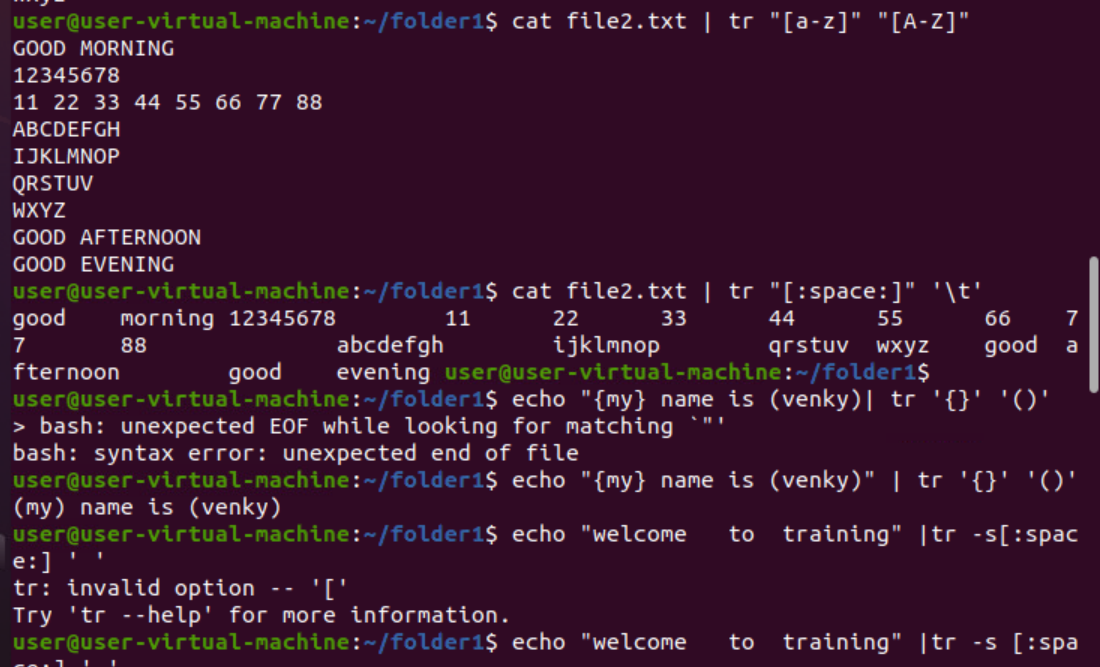 user@user-virtual-machine:~/folder1$ cat file2.txt | tr "[a-z]" "[A-Z]"
GOOD MORNING
12345678
11 22 33 44 55 66 77 88
ABCDEFGH
IJKLMNOP
QRSTUV
WXYZ
GOOD AFTERNOON
GOOD EVENING
user@user-virtual-machine:~/folder1$ cat file2.txt | tr "[:space:]" '\t'
good    morning 12345678        11      22      33      44      55      66    7
7       88              abcdefgh        ijklmnop        qrstuv  wxyz    good  a
fternoon        good    evening user@user-virtual-machine:~/folder1$
user@user-virtual-machine:~/folder1$ echo "{my} name is (venky)| tr '{}' '()'
> bash: unexpected EOF while looking for matching `"'
bash: syntax error: unexpected end of file
user@user-virtual-machine:~/folder1$ echo "{my} name is (venky)" | tr '{}' '()'
(my) name is (venky)
user@user-virtual-machine:~/folder1$ echo "welcome   to  training" |tr -s[:spac
e:] ' '
tr: invalid option -- '['
Try 'tr --help' for more information.
user@user-virtual-machine:~/folder1$ echo "welcome   to  training" |tr -s [:spa